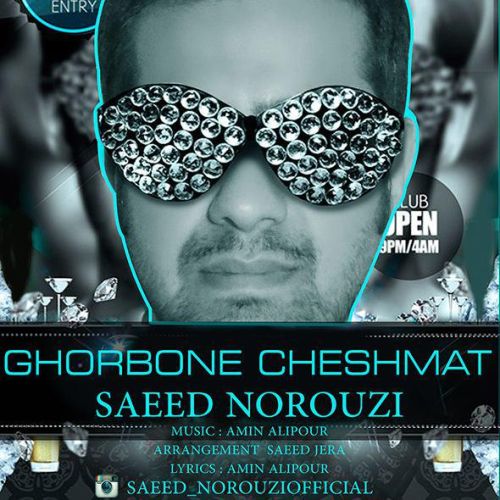 ENTRY
CLUB
OPEN
9PM/4AM
GHORBONE CHESHMAT
SAEED NOROUZI
MUSIC : AMIN ALIPOUR
ARRANGEMENT SAEED JERA
LYRICS : AMIN ALIPOUR
SAEED_NOROUZIOFFICIAL